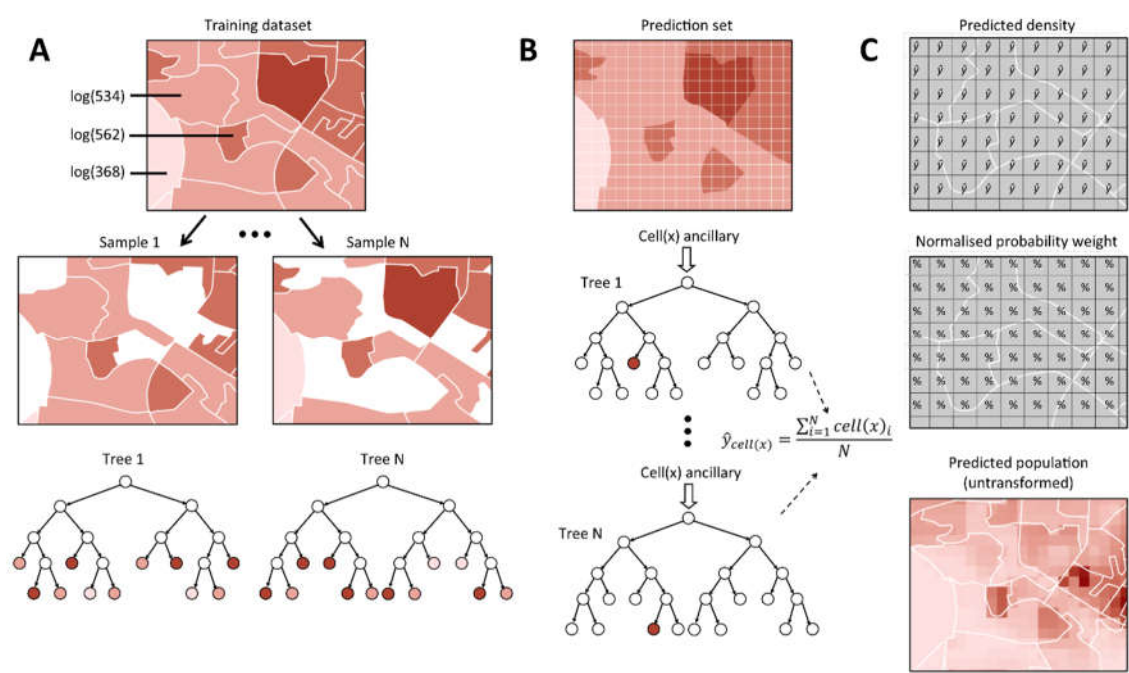 A
Training dataset
log(534)
log(562)
log(368)
Sample 1
•••
Sample N
Tree 1
Tree N
B
Prediction set
Cell(x) ancillary
Tree 1
ŷcell(x) = ∑i=1N cell(x)i / N
Cell(x) ancillary
Tree N
C
Predicted density
ŷ ŷ ŷ ŷ ŷ ŷ ŷ ŷ ŷ
ŷ ŷ ŷ ŷ ŷ ŷ ŷ ŷ ŷ
ŷ ŷ ŷ ŷ ŷ ŷ ŷ ŷ ŷ
ŷ ŷ ŷ ŷ ŷ ŷ ŷ ŷ ŷ
ŷ ŷ ŷ ŷ ŷ ŷ ŷ ŷ ŷ
ŷ ŷ ŷ ŷ ŷ ŷ ŷ ŷ ŷ
ŷ ŷ ŷ ŷ ŷ ŷ ŷ ŷ ŷ
Normalised probability weight
% % % % % % % % %
% % % % % % % % %
% % % % % % % % %
% % % % % % % % %
% % % % % % % % %
% % % % % % % % %
% % % % % % % % %
Predicted population
(untransformed)